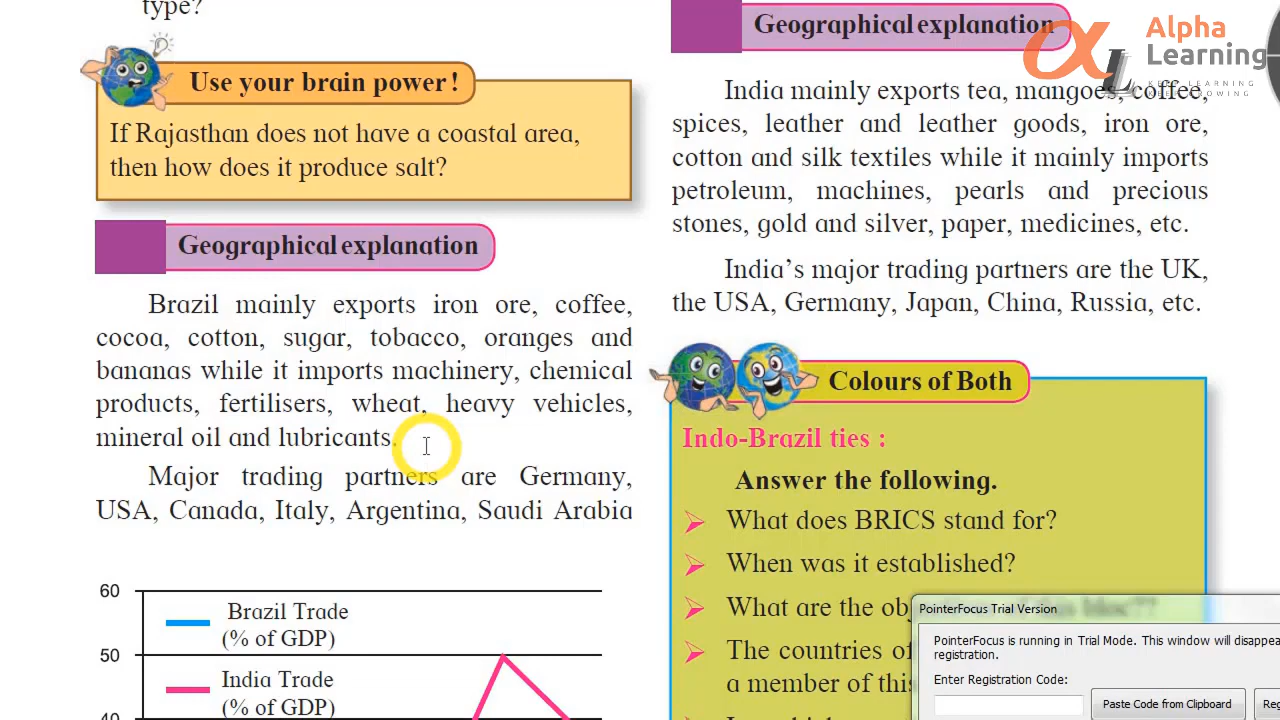 type?
Use your brain power !
If Rajasthan does not have a coastal area,
then how does it produce salt?
Geographical explanation
Brazil mainly exports iron ore, coffee,
cocoa, cotton, sugar, tobacco, oranges and
bananas while it imports machinery, chemical
products, fertilisers, wheat, heavy vehicles,
mineral oil and lubricants.
Major trading partners are Germany,
USA, Canada, Italy, Argentina, Saudi Arabia
60
Brazil Trade
(% of GDP)
50
India Trade
(% of GDP)
40
Geographical explanation
Alpha
Learning
India mainly exports tea, mangoes, coffee,
spices, leather and leather goods, iron ore,
cotton and silk textiles while it mainly imports
petroleum, machines, pearls and precious
stones, gold and silver, paper, medicines, etc.
India's major trading partners are the UK,
the USA, Germany, Japan, China, Russia, etc.
Colours of Both
Indo-Brazil ties :
Answer the following.
What does BRICS stand for?
When was it established?
What are the
The countries of
a member of this
PointerFocus Trial Version
PointerFocus is running in Trial Mode. This window will disappea
registration.
Enter Registration Code:
Paste Code from Clipboard
Reg